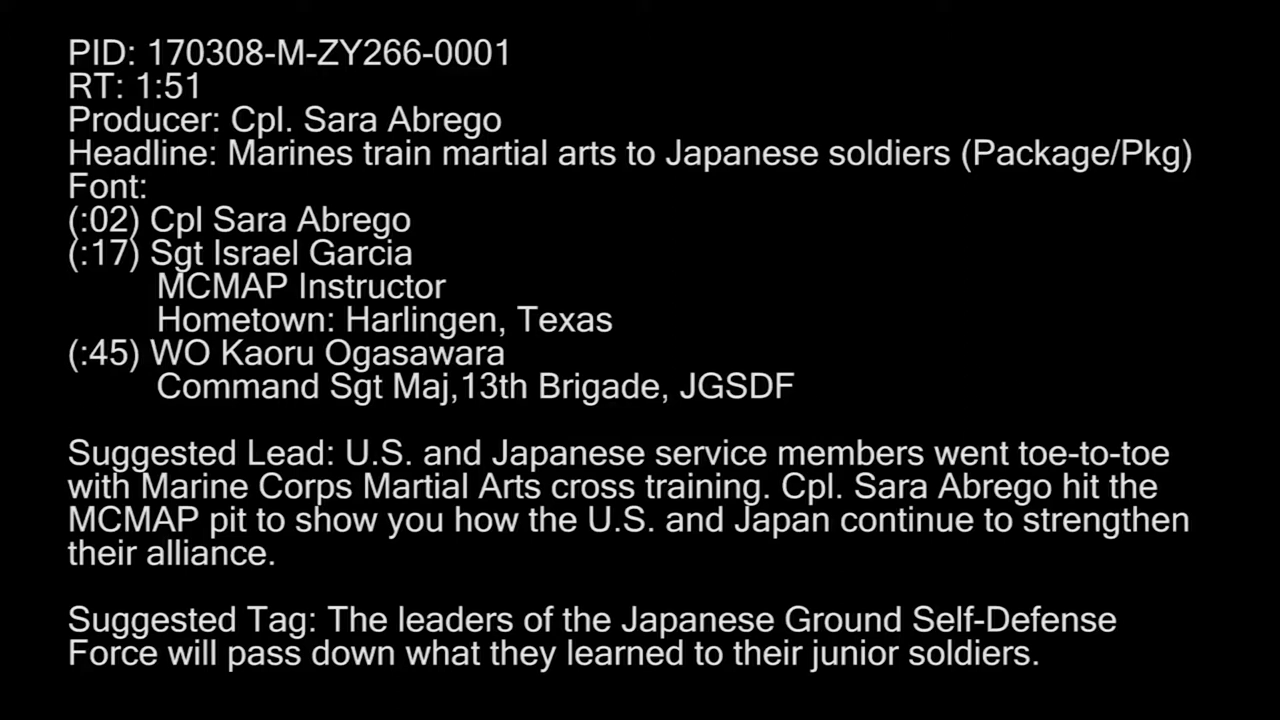 PID: 170308-M-ZY266-0001
RT: 1:51
Producer: Cpl. Sara Abrego
Headline: Marines train martial arts to Japanese soldiers (Package/Pkg)
Font:
(:02) Cpl Sara Abrego
(:17) Sgt Israel Garcia
MCMAP Instructor
Hometown: Harlingen, Texas
(:45) WO Kaoru Ogasawara
Command Sgt Maj,13th Brigade, JGSDF
Suggested Lead: U.S. and Japanese service members went toe-to-toe
with Marine Corps Martial Arts cross training. Cpl. Sara Abrego hit the
MCMAP pit to show you how the U.S. and Japan continue to strengthen
their alliance.
Suggested Tag: The leaders of the Japanese Ground Self-Defense
Force will pass down what they learned to their junior soldiers.